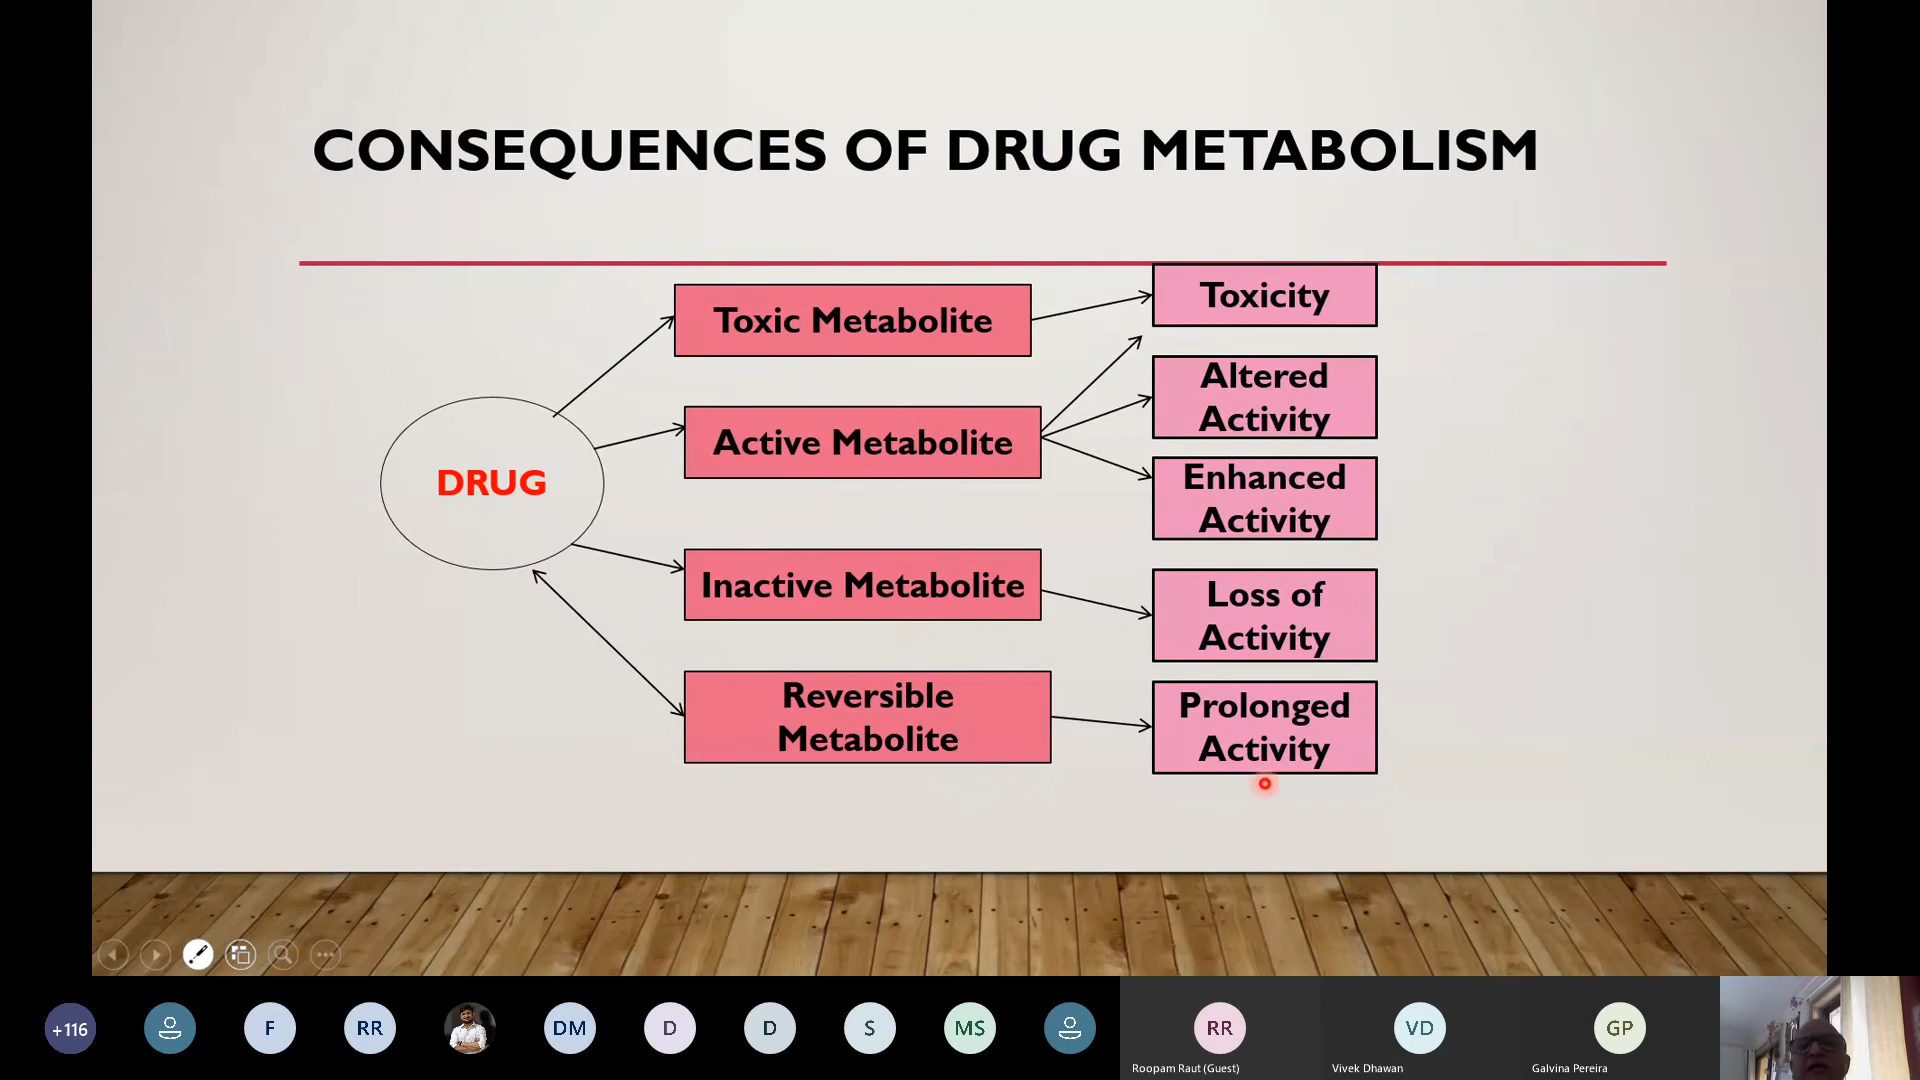 CONSEQUENCES OF DRUG METABOLISM
Toxic Metabolite
Toxicity
Active Metabolite
Altered
Activity
DRUG
Enhanced
Activity
Inactive Metabolite
Loss of
Activity
Reversible
Metabolite
Prolonged
Activity
+116
F
RR
DM
D
D
S
MS
RR
Roopam Raut (Guest)
VD
Vivek Dhawan
GP
Galvina Pereira